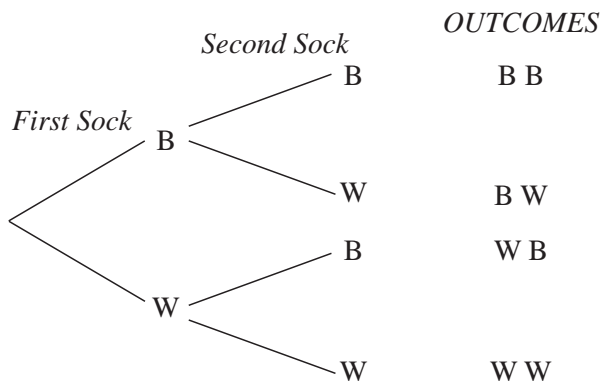 OUTCOMES
Second Sock
B B B
First Sock
B
W B W
B W B
W
W W W